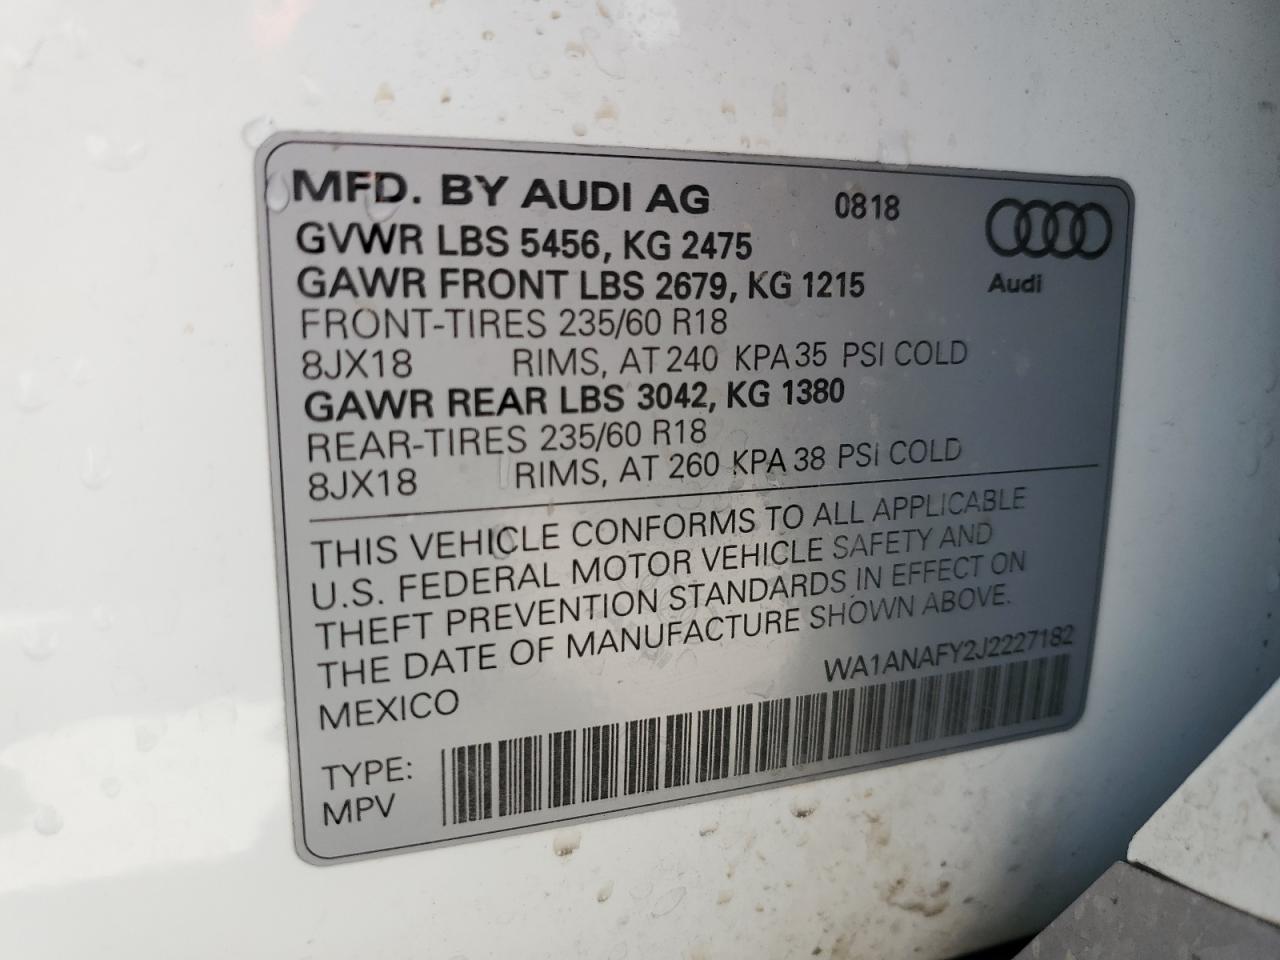 MFD. BY AUDI AG 0818
GVWR LBS 5456, KG 2475
GAWR FRONT LBS 2679, KG 1215
Audi
FRONT-TIRES 235/60 R18
8JX18 RIMS, AT 240 KPA 35 PSI COLD
GAWR REAR LBS 3042, KG 1380
REAR-TIRES 235/60 R18
8JX18 RIMS, AT 260 KPA 38 PSI COLD
THIS VEHICLE CONFORMS TO ALL APPLICABLE
U.S. FEDERAL MOTOR VEHICLE SAFETY AND
THEFT PREVENTION STANDARDS IN EFFECT ON
THE DATE OF MANUFACTURE SHOWN ABOVE.
MEXICO WA1ANAFY2J2227182
TYPE:
MPV